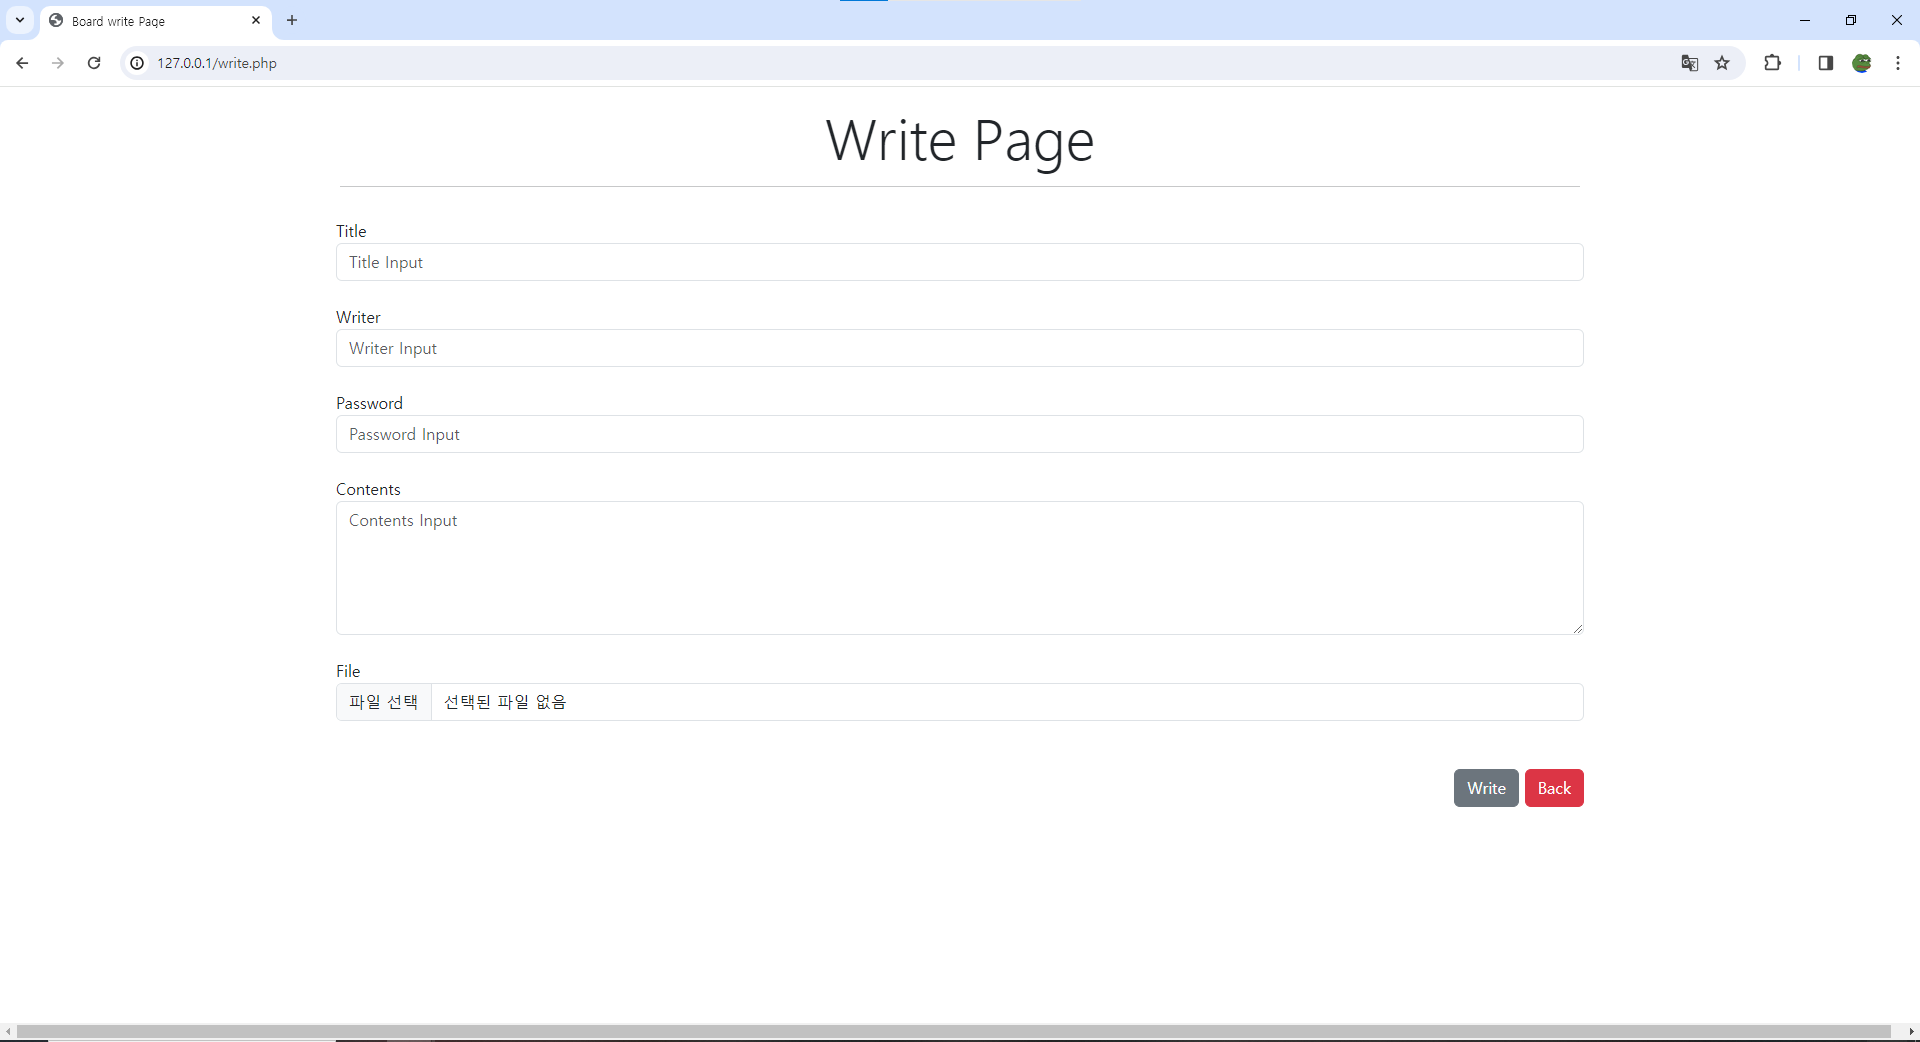 Board write Page
127.0.0.1/write.php
Write Page
Title
Title Input
Writer
Writer Input
Password
Password Input
Contents
Contents Input
File
파일 선택 선택된 파일 없음
Write Back